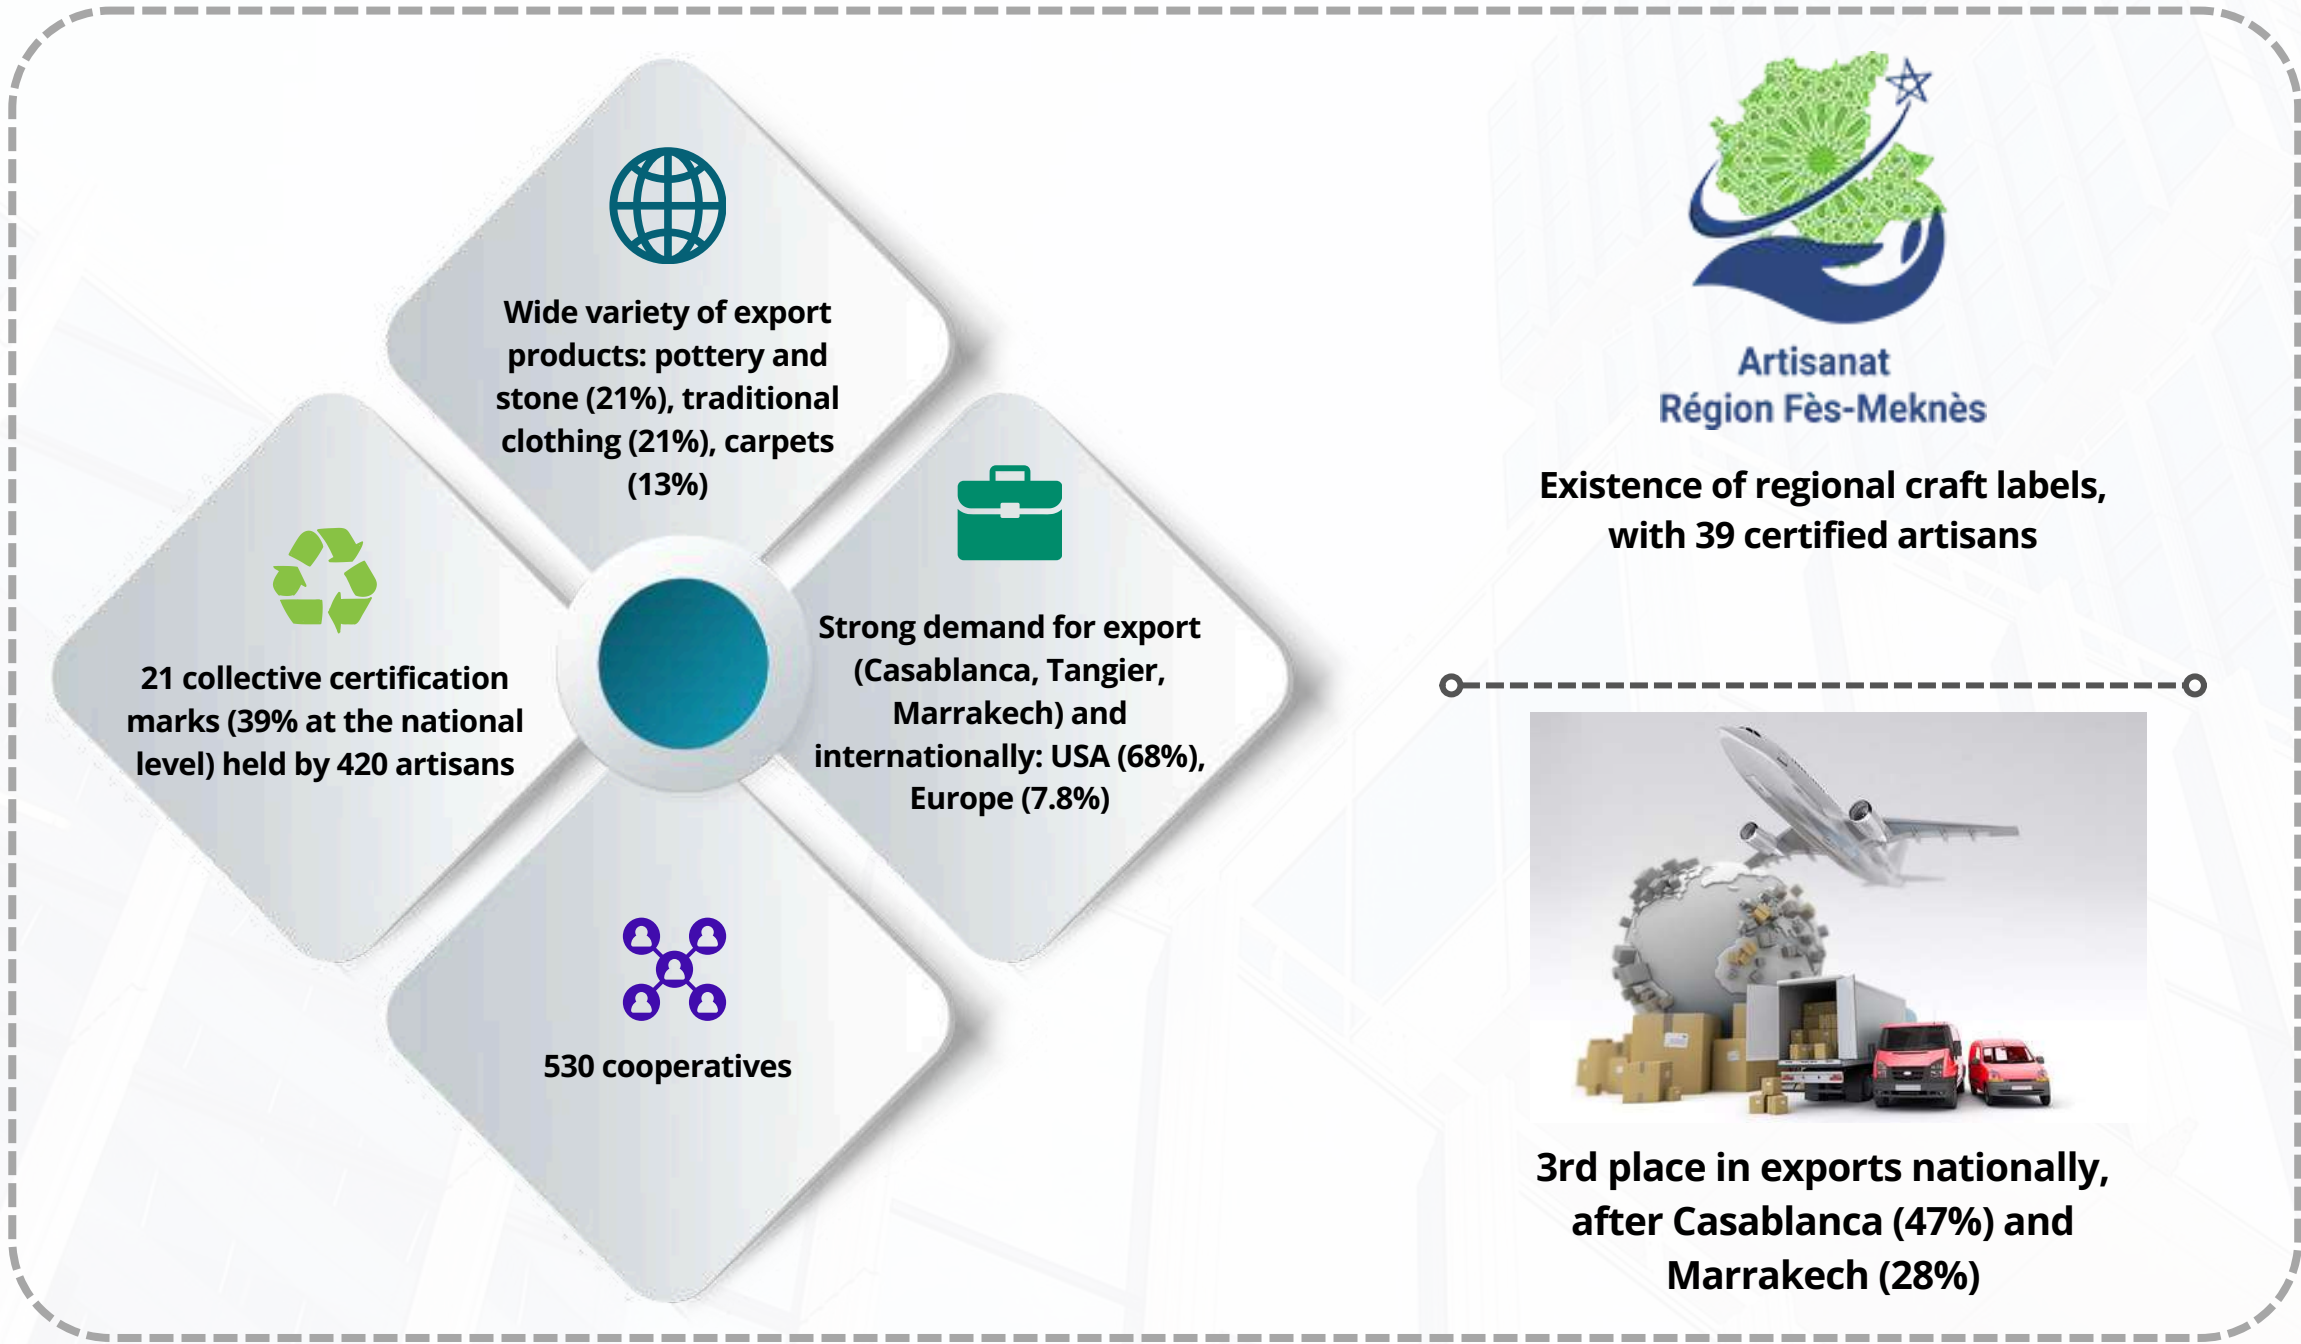 Wide variety of export
products: pottery and
stone (21%), traditional
clothing (21%), carpets
(13%)
21 collective certification
marks (39% at the national
level) held by 420 artisans
Strong demand for export
(Casablanca, Tangier,
Marrakech) and
internationally: USA (68%),
Europe (7.8%)
530 cooperatives
Artisanat
Région Fès-Meknès
Existence of regional craft labels,
with 39 certified artisans
3rd place in exports nationally,
after Casablanca (47%) and
Marrakech (28%)